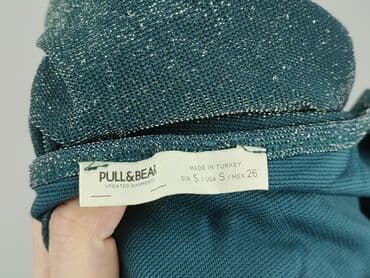 PULL&BEAR
UPDATED GARMENTS
MADE IN TURKEY
EUR S / USA S / MEX 26